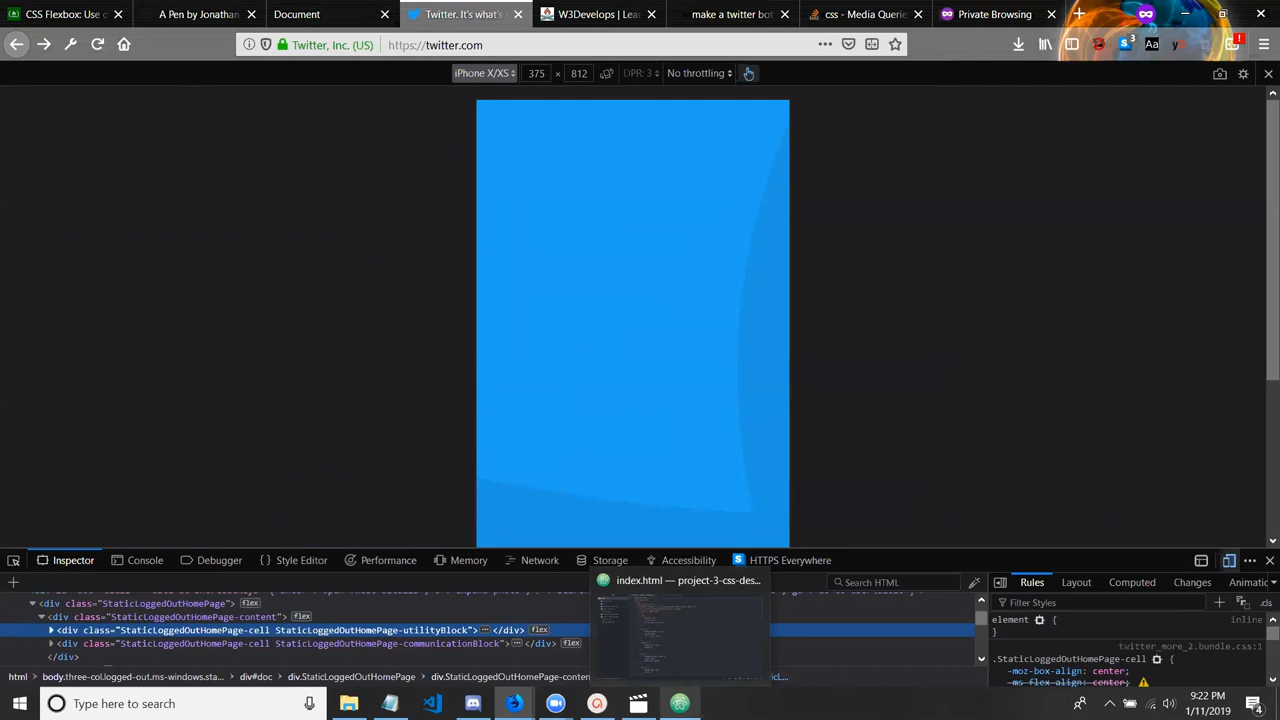 CSS Flexbox: Use c
A Pen by Jonathan
Document
Twitter. It's what's
W3Develops | Lea
make a twitter bot
css - Media Querie
Private Browsing
Twitter, Inc. (US)
https://twitter.com
3
Aa
!
iPhone X/XS
375
×
812
DPR: 3
No throttling
Inspector
Console
Debugger
Style Editor
Performance
Memory
Network
Storage
Accessibility
HTTPS Everywhere
index.html — project-3-css-des...
Search HTML
Rules
Layout
Computed
Changes
Animatic
Filter Styles
.cls
<div class="StaticLoggedOutHomePage"> flex
<div class="StaticLoggedOutHomePage-content"> flex
<div class="StaticLoggedOutHomePage-cell StaticLoggedOutHomePage-utilityBlock"> </div> flex
<div class="StaticLoggedOutHomePage-cell StaticLoggedOutHomePage-communicationBlock"> </div> flex
</div>
element {
inline
}
twitter_more_2.bundle.css:1
.StaticLoggedOutHomePage-cell {
-moz-box-align: center;
-ms-flex-align: center;
html
body.three-col.logged-out.ms-windows.sta...
div#doc
div.StaticLoggedOutHomePage
div.StaticLoggedOutHomePage-conten
Type here to search
9:22 PM
1/11/2019
4